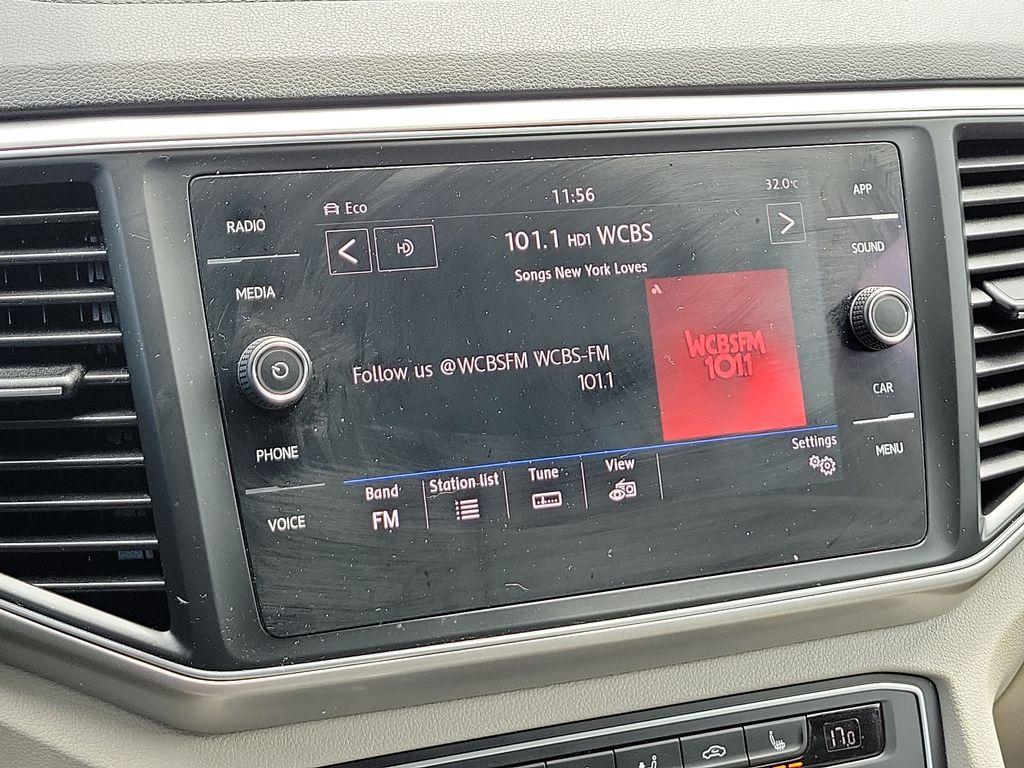 RADIO
MEDIA
PHONE
VOICE
Eco
11:56
32.0°C
HD
101.1 HD1 WCBS
Songs New York Loves
Follow us @WCBSFM WCBS-FM
101.1
WCBSFM
101.1
Band
FM
Station list
Tune
View
Settings
APP
SOUND
CAR
MENU
17.0